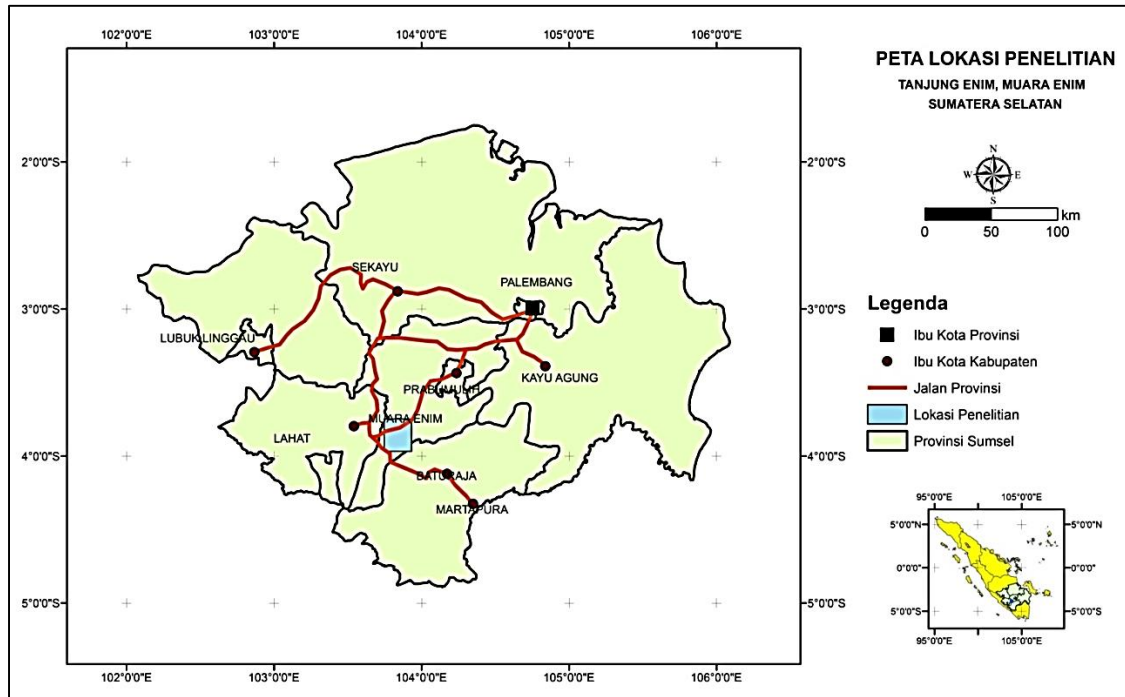 102°0'0"E
103°0'0"E
104°0'0"E
105°0'0"E
106°0'0"E
2°0'0"S
2°0'0"S
3°0'0"S
3°0'0"S
4°0'0"S
4°0'0"S
5°0'0"S
5°0'0"S
SEKAYU
PALEMBANG
LUBUK LINGGAU
KAYU AGUNG
PRABUMULIH
MUARA ENIM
LAHAT
BATURAJA
MARTAPURA
102°0'0"E
103°0'0"E
104°0'0"E
105°0'0"E
106°0'0"E
PETA LOKASI PENELITIAN
TANJUNG ENIM, MUARA ENIM
SUMATERA SELATAN
N
W E
S
km
0 50 100
Legenda
Ibu Kota Provinsi
Ibu Kota Kabupaten
Jalan Provinsi
Lokasi Penelitian
Provinsi Sumsel
95°0'0"E 105°0'0"E
5°0'0"N 5°0'0"N
0°0'0" 0°0'0"
5°0'0"S 5°0'0"S
95°0'0"E 105°0'0"E